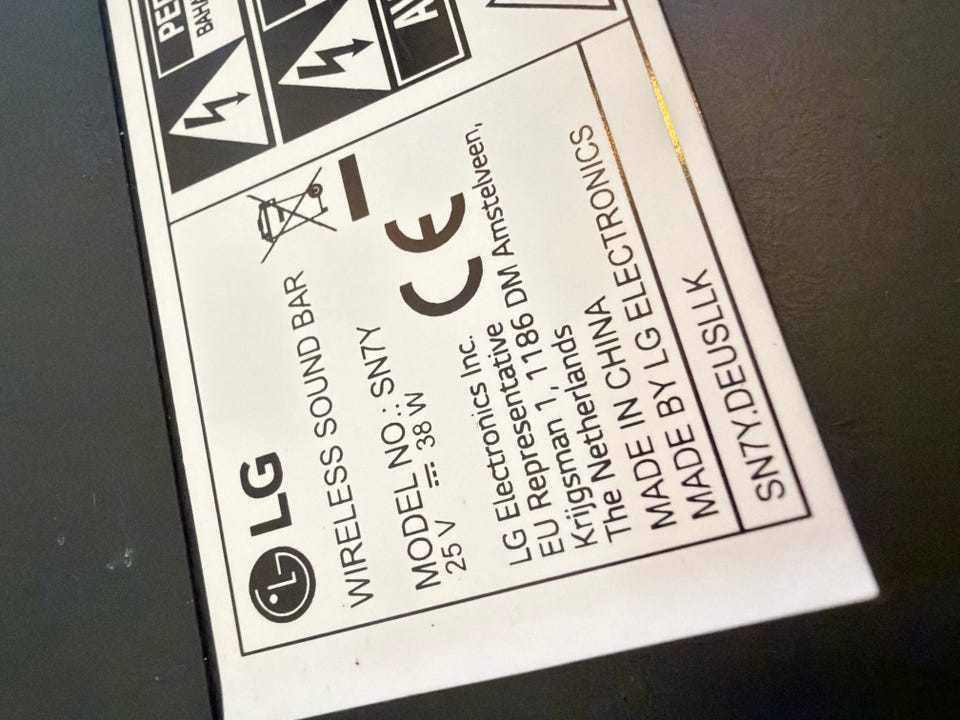 LG
WIRELESS SOUND BAR
MODEL NO.: SN7Y
25 V ⎓ 38 W
CE
LG Electronics Inc.
EU Representative
Krijgsman 1, 1186 DM Amstelveen,
The Netherlands
MADE IN CHINA
MADE BY LG ELECTRONICS
SN7Y.DEUSLLK